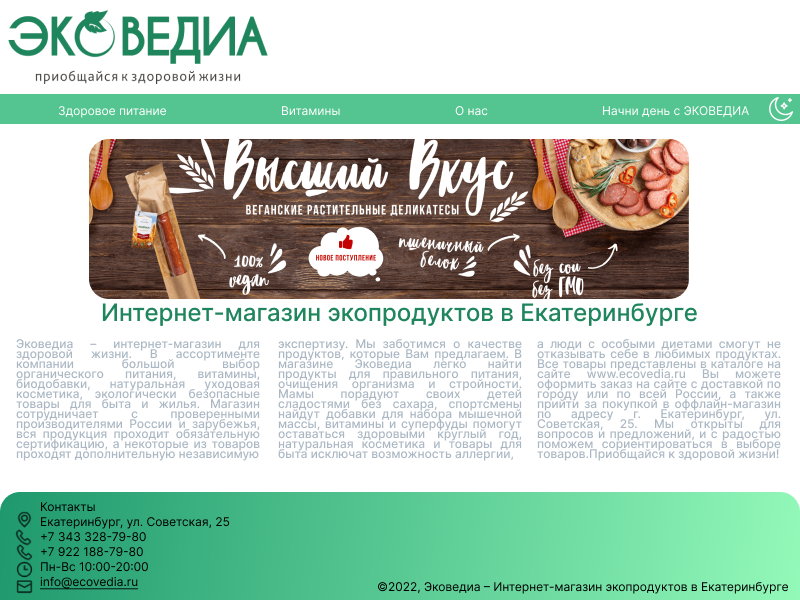 ЭКОВЕДИА
приобщайся к здоровой жизни
Здоровое питание Витамины О нас Начни день с ЭКОВЕДИА
Высший Вкус
ВЕГАНСКИЕ РАСТИТЕЛЬНЫЕ ДЕЛИКАТЕСЫ
100% vegan
НОВОЕ ПОСТУПЛЕНИЕ
пшеничный белок
без сои
без ГМО
Интернет-магазин экопродуктов в Екатеринбурге
Эковедиа – интернет-магазин для
здоровой жизни. В ассортименте
компании большой выбор
органического питания, витамины,
биодобавки, натуральная уходовая
косметика, экологически безопасные
товары для быта и жилья. Магазин
сотрудничает с проверенными
производителями России и зарубежья,
вся продукция проходит обязательную
сертификацию, а некоторые из товаров
проходят дополнительную независимую
экспертизу. Мы заботимся о качестве
продуктов, которые Вам предлагаем. В
магазине Эковедиа легко найти
продукты для правильного питания,
очищения организма и стройности.
Мамы порадуют своих детей
сладостями без сахара, спортсмены
найдут добавки для набора мышечной
массы, витамины и суперфуды помогут
оставаться здоровыми круглый год,
натуральная косметика и товары для
быта исключат возможность аллергии,
а люди с особыми диетами смогут не
отказывать себе в любимых продуктах.
Все товары представлены в каталоге на
сайте www.ecovedia.ru Вы можете
оформить заказ на сайте с доставкой по
городу или по всей России, а также
прийти за покупкой в оффлайн-магазин
по адресу г. Екатеринбург, ул.
Советская, 25. Мы открыты для
вопросов и предложений, и с радостью
поможем сориентироваться в выборе
товаров.Приобщайся к здоровой жизни!
Контакты
Екатеринбург, ул. Советская, 25
+7 343 328-79-80
+7 922 188-79-80
Пн-Вс 10:00-20:00
info@ecovedia.ru
©2022, Эковедиа – Интернет-магазин экопродуктов в Екатеринбурге